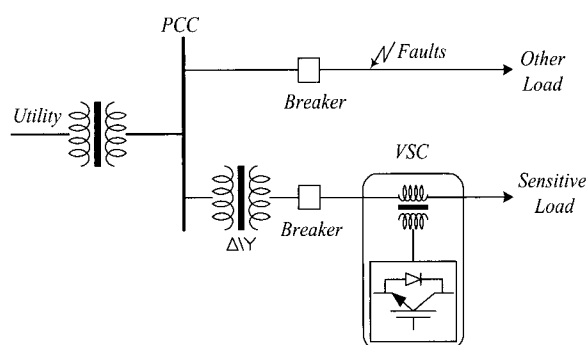 PCC
Faults
Other
Load
Breaker
Utility
VSC
Sensitive
Load
Breaker
Δ\Y